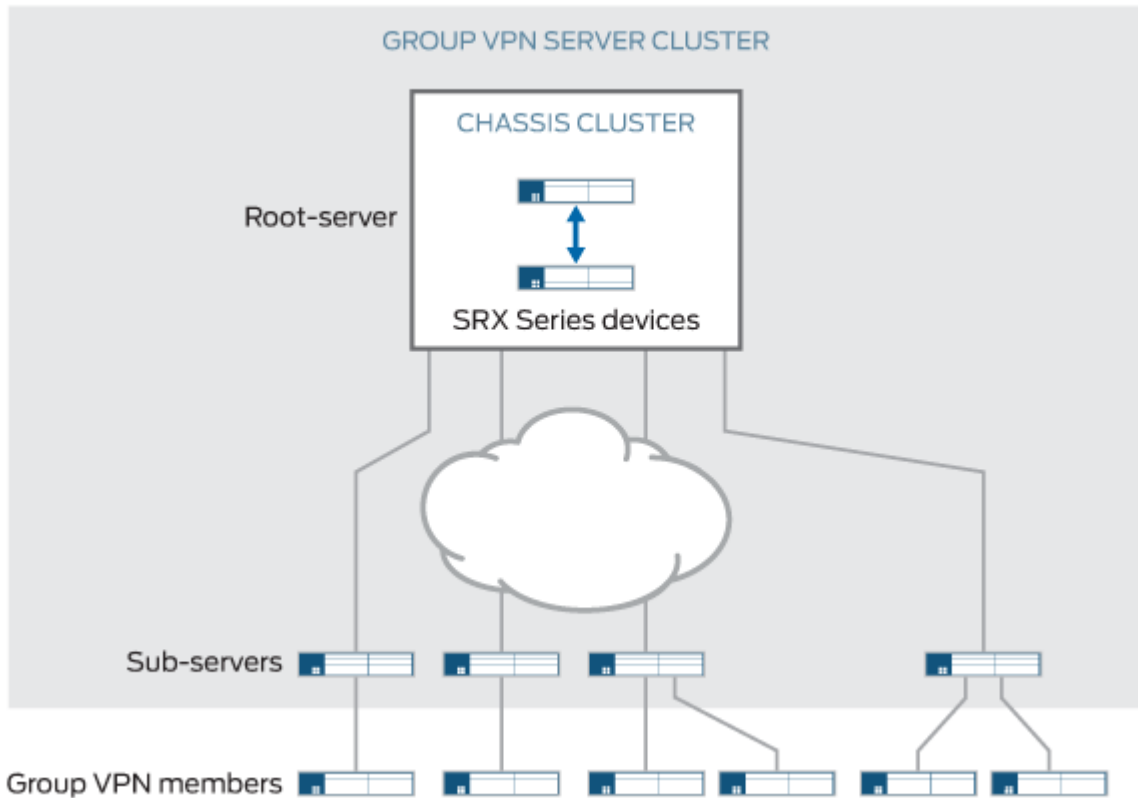 GROUP VPN SERVER CLUSTER
CHASSIS CLUSTER
Root-server
SRX Series devices
Sub-servers
Group VPN members